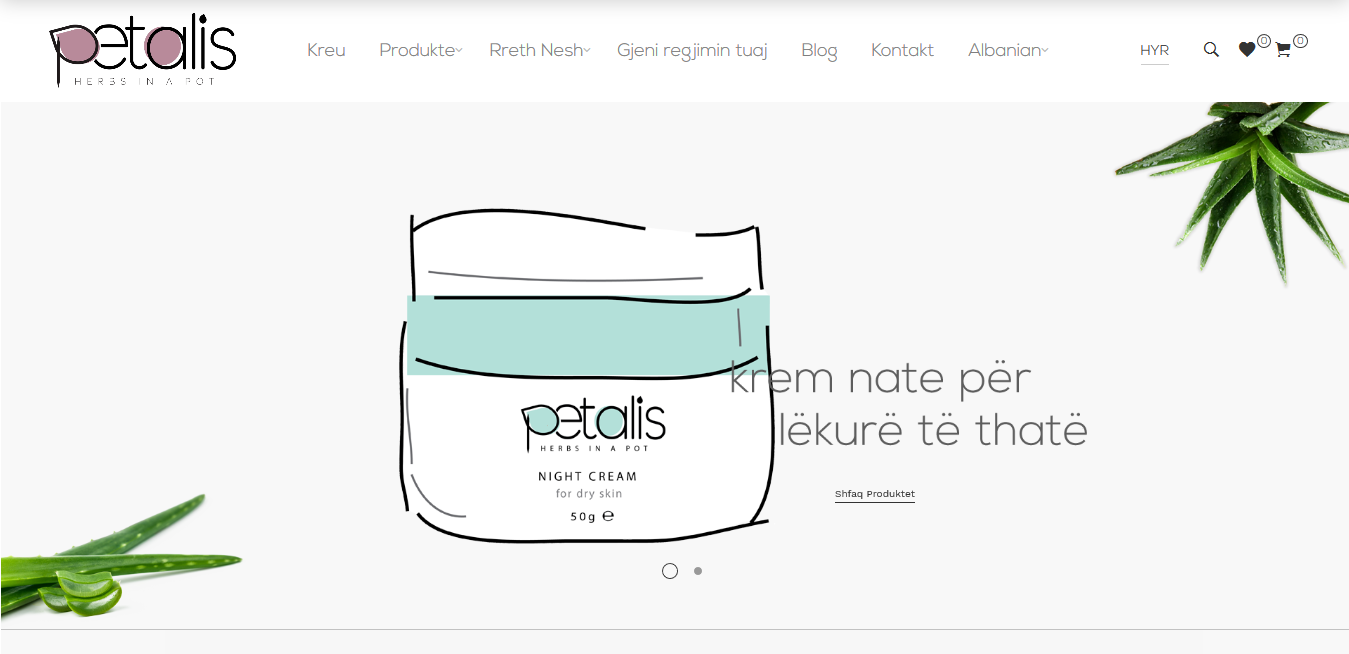 petalis
HERBS IN A POT
Kreu Produkte Rreth Nesh Gjeni regjimin tuaj Blog Kontakt Albanian HYR 0 0
krem nate për
lëkurë të thatë
petalis
HERBS IN A POT
NIGHT CREAM
for dry skin
50g ℮
Shfaq Produktet